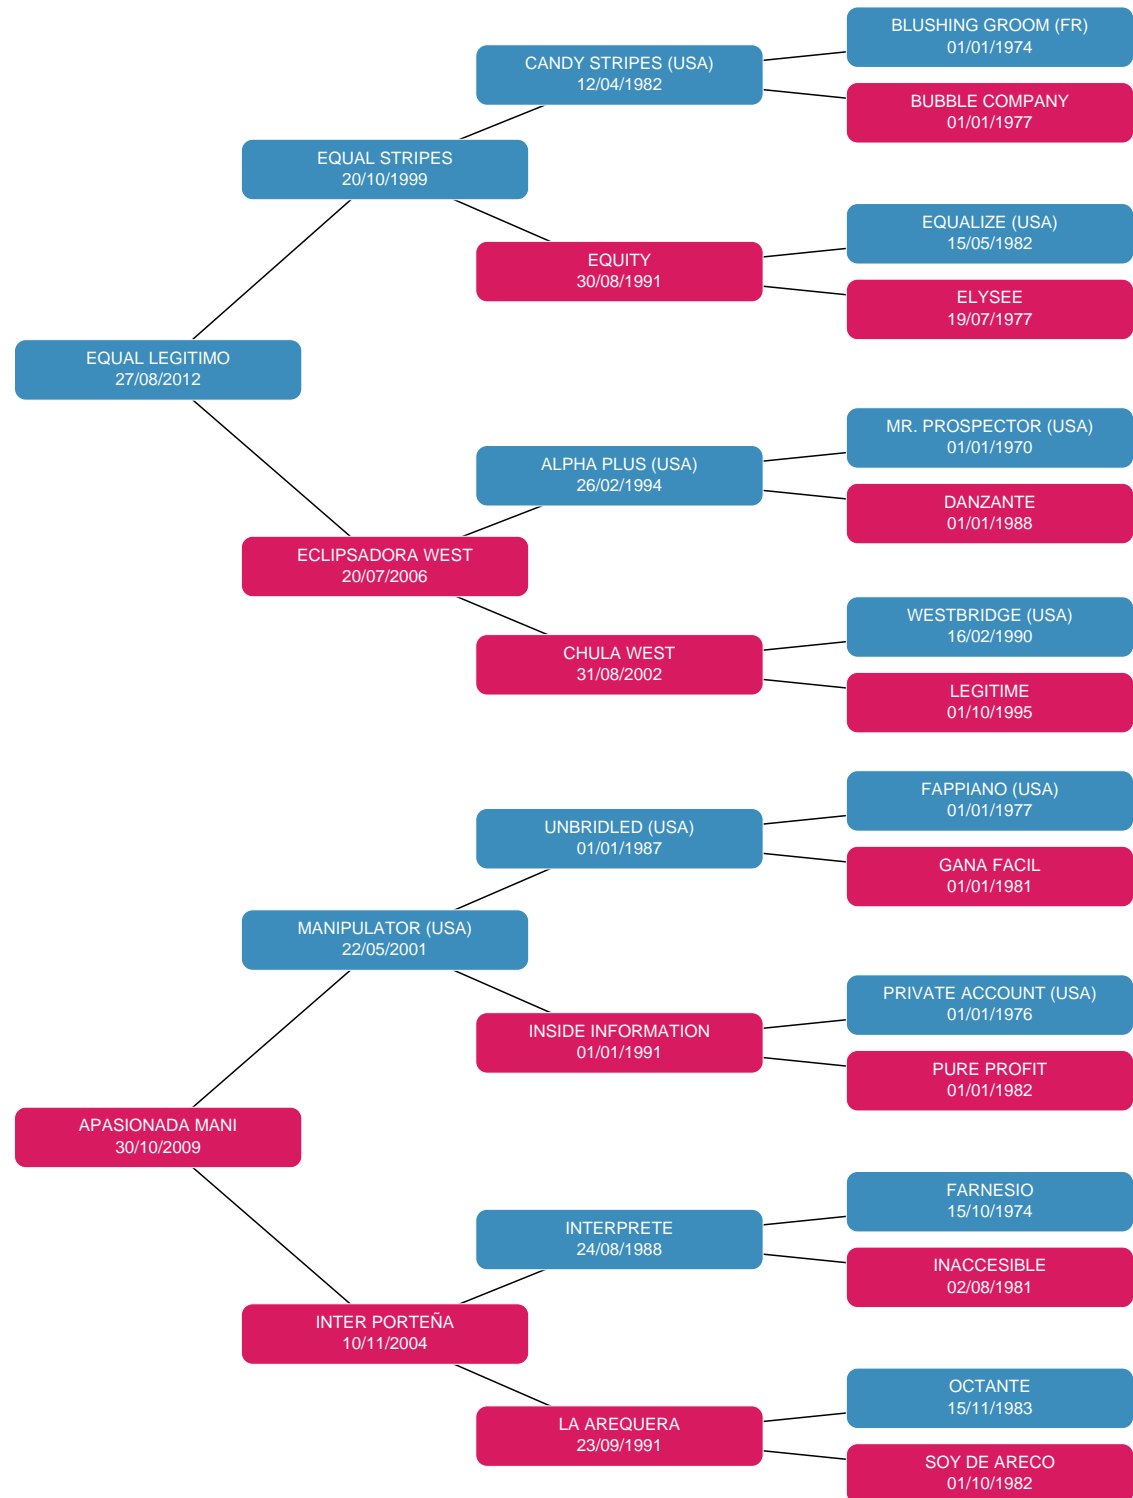 BLUSHING GROOM (FR)
01/01/1974
CANDY STRIPES (USA)
12/04/1982
BUBBLE COMPANY
01/01/1977
EQUAL STRIPES
20/10/1999
EQUALIZE (USA)
15/05/1982
EQUITY
30/08/1991
ELYSEE
19/07/1977
EQUAL LEGITIMO
27/08/2012
MR. PROSPECTOR (USA)
01/01/1970
ALPHA PLUS (USA)
26/02/1994
DANZANTE
01/01/1988
ECLIPSADORA WEST
20/07/2006
WESTBRIDGE (USA)
16/02/1990
CHULA WEST
31/08/2002
LEGITIME
01/10/1995
FAPPIANO (USA)
01/01/1977
UNBRIDLED (USA)
01/01/1987
GANA FACIL
01/01/1981
MANIPULATOR (USA)
22/05/2001
PRIVATE ACCOUNT (USA)
01/01/1976
INSIDE INFORMATION
01/01/1991
PURE PROFIT
01/01/1982
APASIONADA MANI
30/10/2009
FARNESIO
15/10/1974
INTERPRETE
24/08/1988
INACCESIBLE
02/08/1981
INTER PORTEÑA
10/11/2004
OCTANTE
15/11/1983
LA AREQUERA
23/09/1991
SOY DE ARECO
01/10/1982